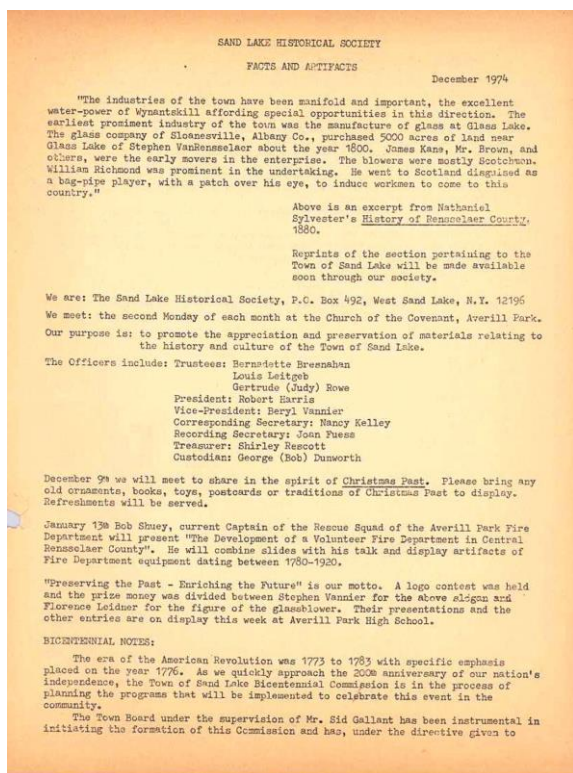 SAND LAKE HISTORICAL SOCIETY
FACTS AND ARTIFACTS
December 1974
"The industries of the town have been manifold and important, the excellent
water-power of Wynantskill affording special opportunities in this direction. The
earliest prominent industry of the town was the manufacture of glass at Glass Lake.
The glass company of Sloanesville, Albany Co., purchased 5000 acres of land near
Glass Lake of Stephen VanRensselaer about the year 1800. James Kane, Mr. Brown, and
others, were the early movers in the enterprise. The blowers were mostly Scotchmen.
William Richmond was prominent in the undertaking. He went to Scotland disguised as
a bag-pipe player, with a patch over his eye, to induce workmen to come to this
country."
Above is an excerpt from Nathaniel
Sylvester's History of Rensselaer County,
1880.
Reprints of the section pertaining to the
Town of Sand Lake will be made available
soon through our society.
We are: The Sand Lake Historical Society, P.O. Box 492, West Sand Lake, N.Y. 12196
We meet: the second Monday of each month at the Church of the Covenant, Averill Park.
Our purpose is: to promote the appreciation and preservation of materials relating to
the history and culture of the Town of Sand Lake.
The Officers include: Trustees: Bernadette Bresnahan
Louis Leitgeb
Gertrude (Judy) Rowe
President: Robert Harris
Vice-President: Beryl Vannier
Corresponding Secretary: Nancy Kelley
Recording Secretary: Joan Fuess
Treasurer: Shirley Rescott
Custodian: George (Bob) Dunworth
December 9th we will meet to share in the spirit of Christmas Past. Please bring any
old ornaments, books, toys, postcards or traditions of Christmas Past to display.
Refreshments will be served.
January 13th Bob Shuey, current Captain of the Rescue Squad of the Averill Park Fire
Department will present "The Development of a Volunteer Fire Department in Central
Rensselaer County". He will combine slides with his talk and display artifacts of
Fire Department equipment dating between 1780-1920.
"Preserving the Past - Enriching the Future" is our motto. A logo contest was held
and the prize money was divided between Stephen Vannier for the above slogan and
Florence Leidner for the figure of the glassblower. Their presentations and the
other entries are on display this week at Averill Park High School.
BICENTENNIAL NOTES:
The era of the American Revolution was 1773 to 1783 with specific emphasis
placed on the year 1776. As we quickly approach the 200th anniversary of our nation's
independence, the Town of Sand Lake Bicentennial Commission is in the process of
planning the programs that will be implemented to celebrate this event in the
community.
The Town Board under the supervision of Mr. Sid Gallant has been instrumental in
initiating the formation of this Commission and has, under the directive given to